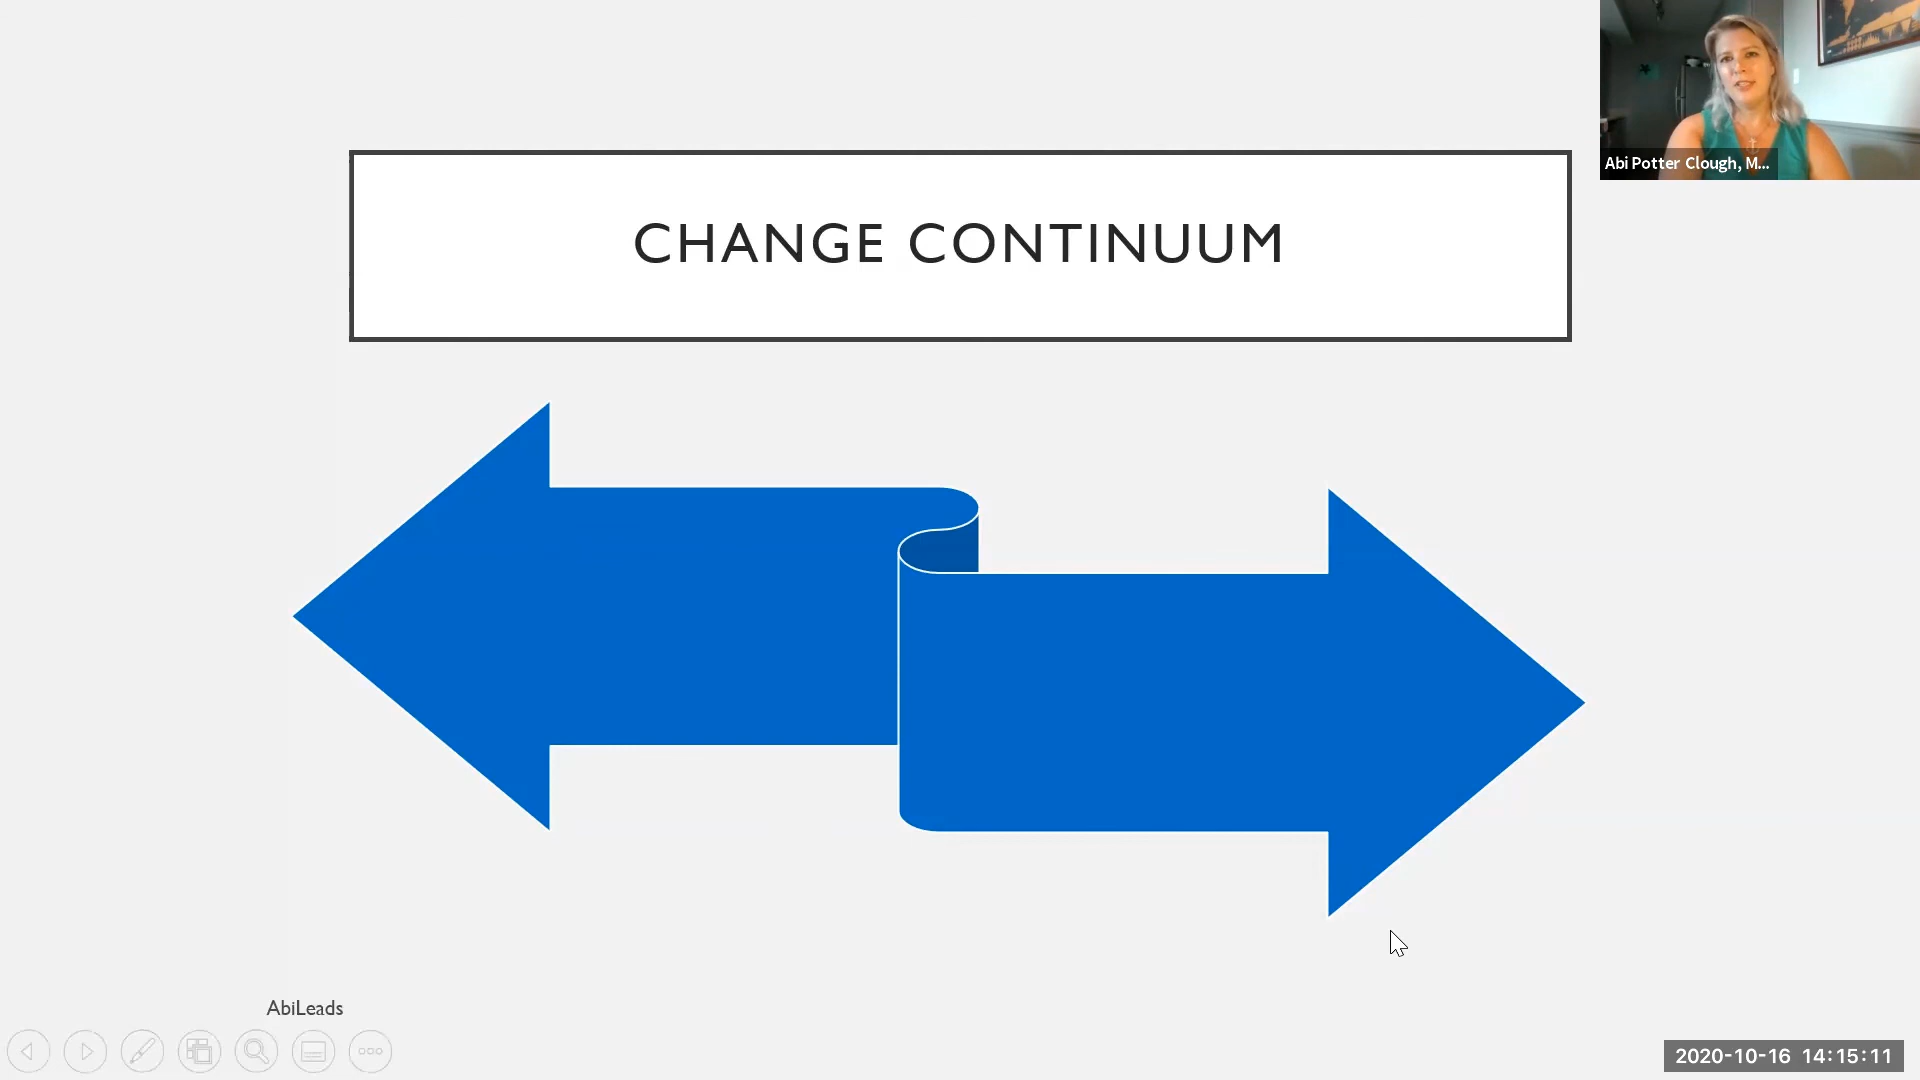 Abi Potter Clough, M...
CHANGE CONTINUUM
AbiLeads
2020-10-16 14:15:11